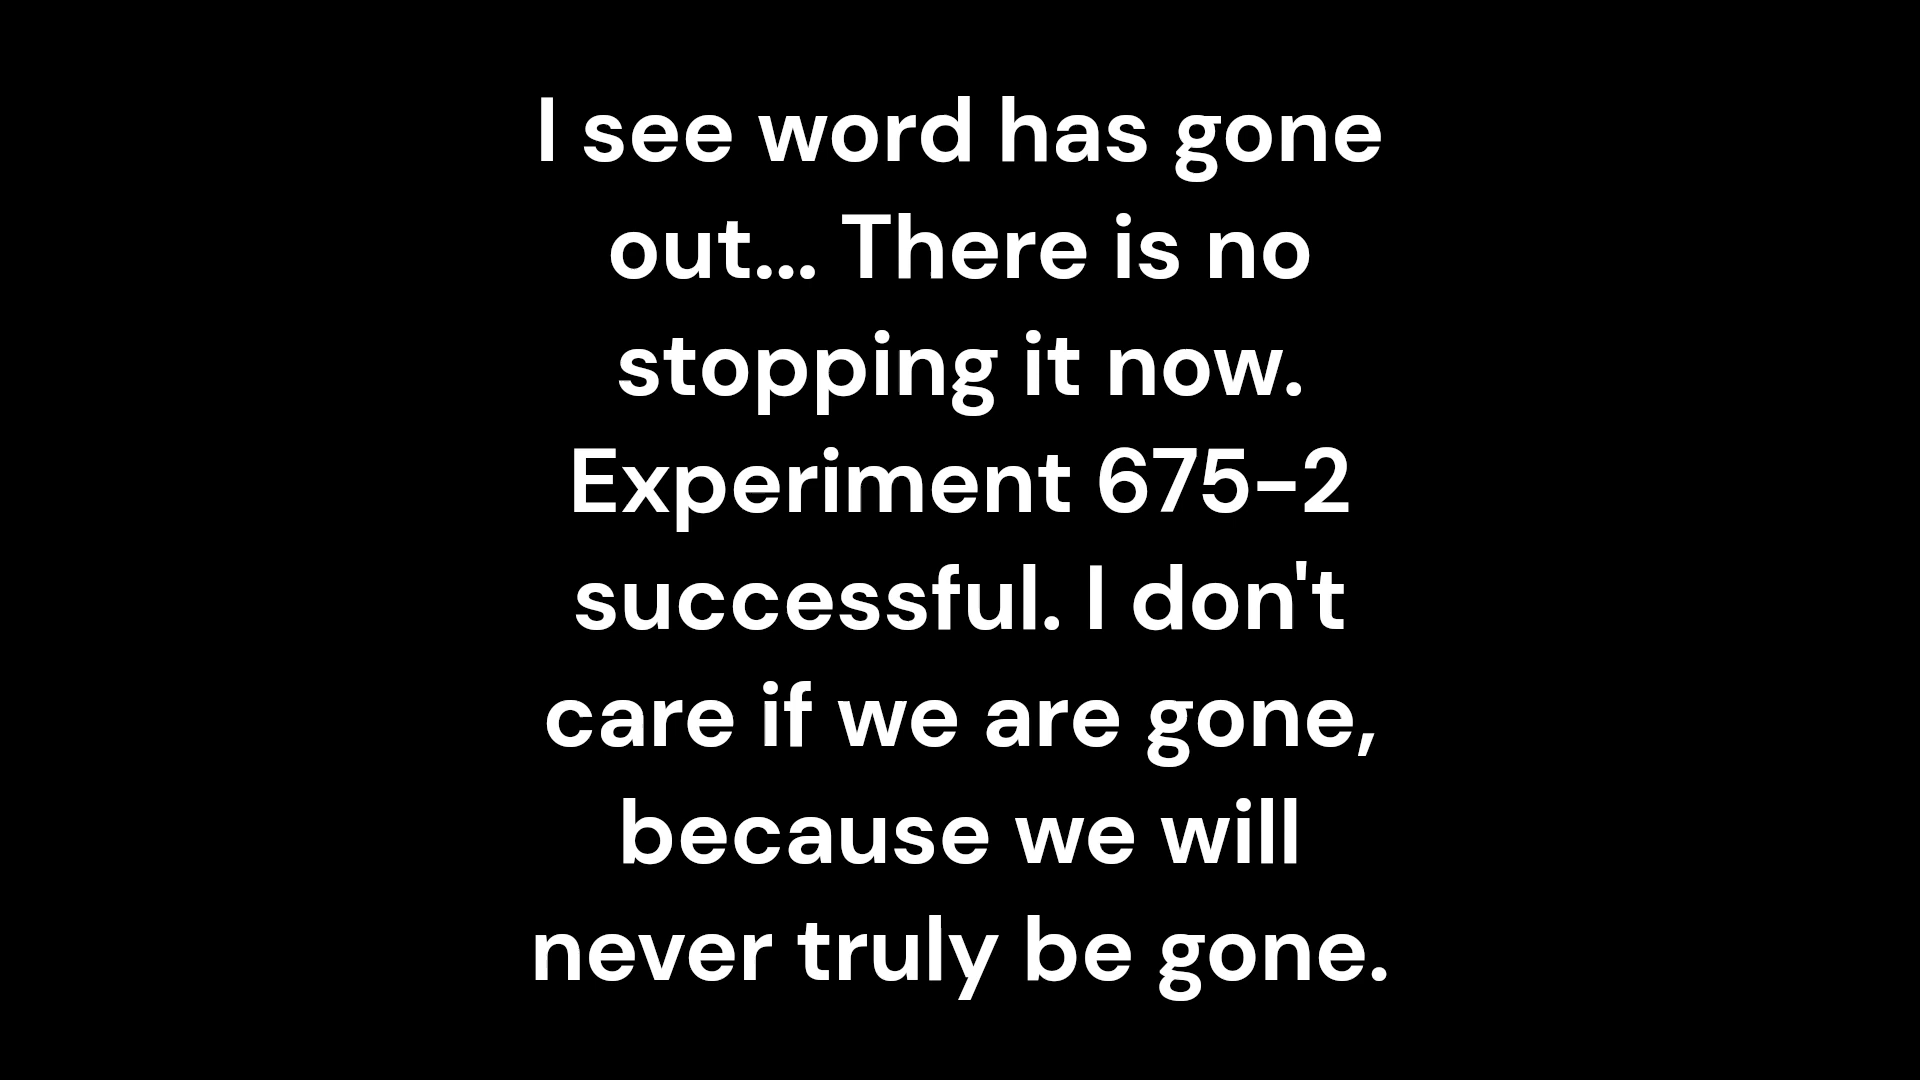 I see word has gone
out... There is no
stopping it now.
Experiment 675-2
successful. I don't
care if we are gone,
because we will
never truly be gone.